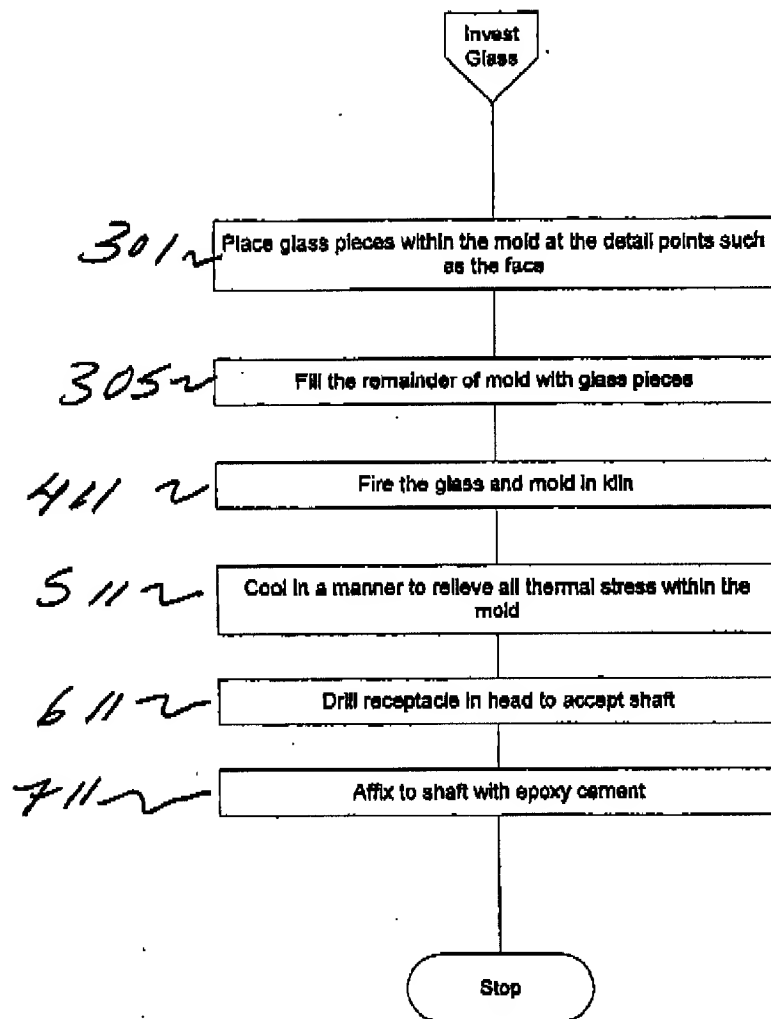 Invest
Glass
301
Place glass pieces within the mold at the detail points such
as the face
305
Fill the remainder of mold with glass pieces
411
Fire the glass and mold in kiln
511
Cool in a manner to relieve all thermal stress within the
mold
611
Drill receptacle in head to accept shaft
711
Affix to shaft with epoxy cement
Stop